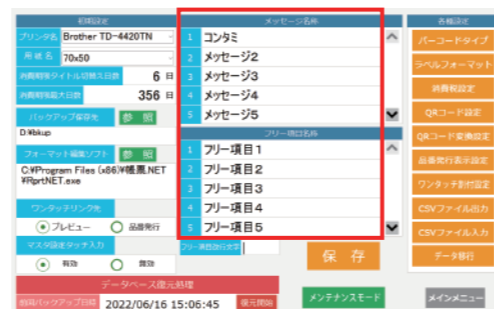 初期設定
プリンタ名 Brother TD-4420TN
用紙名 70x50
消費期限タイトル切替え日数 6 日
消費期限最大日数 356 日
バックアップ保存先 参 照
D:¥bkup
フォーマット編集ソフト 参 照
C:¥Program Files (x86)¥帳票.NET
¥RprtNET.exe
ワンタッチリンク先
プレビュー 品番発行
マスタ設定タッチ入力
有効 無効
メッセージ名称
1 コンタミ
2 メッセージ2
3 メッセージ3
4 メッセージ4
5 メッセージ5
フリー項目名称
1 フリー項目1
2 フリー項目2
3 フリー項目3
4 フリー項目4
5 フリー項目5
フリー項目改行文字
保 存
各種設定
バーコードタイプ
ラベルフォーマット
消費税設定
QRコード設定
QRコード変換設定
品番発行表示設定
ワンタッチ割付設定
CSVファイル出力
CSVファイル入力
データ移行
データベース復元処理
前回バックアップ日時 2022/06/16 15:06:45 復元開始
メンテナンスモード
メインメニュー